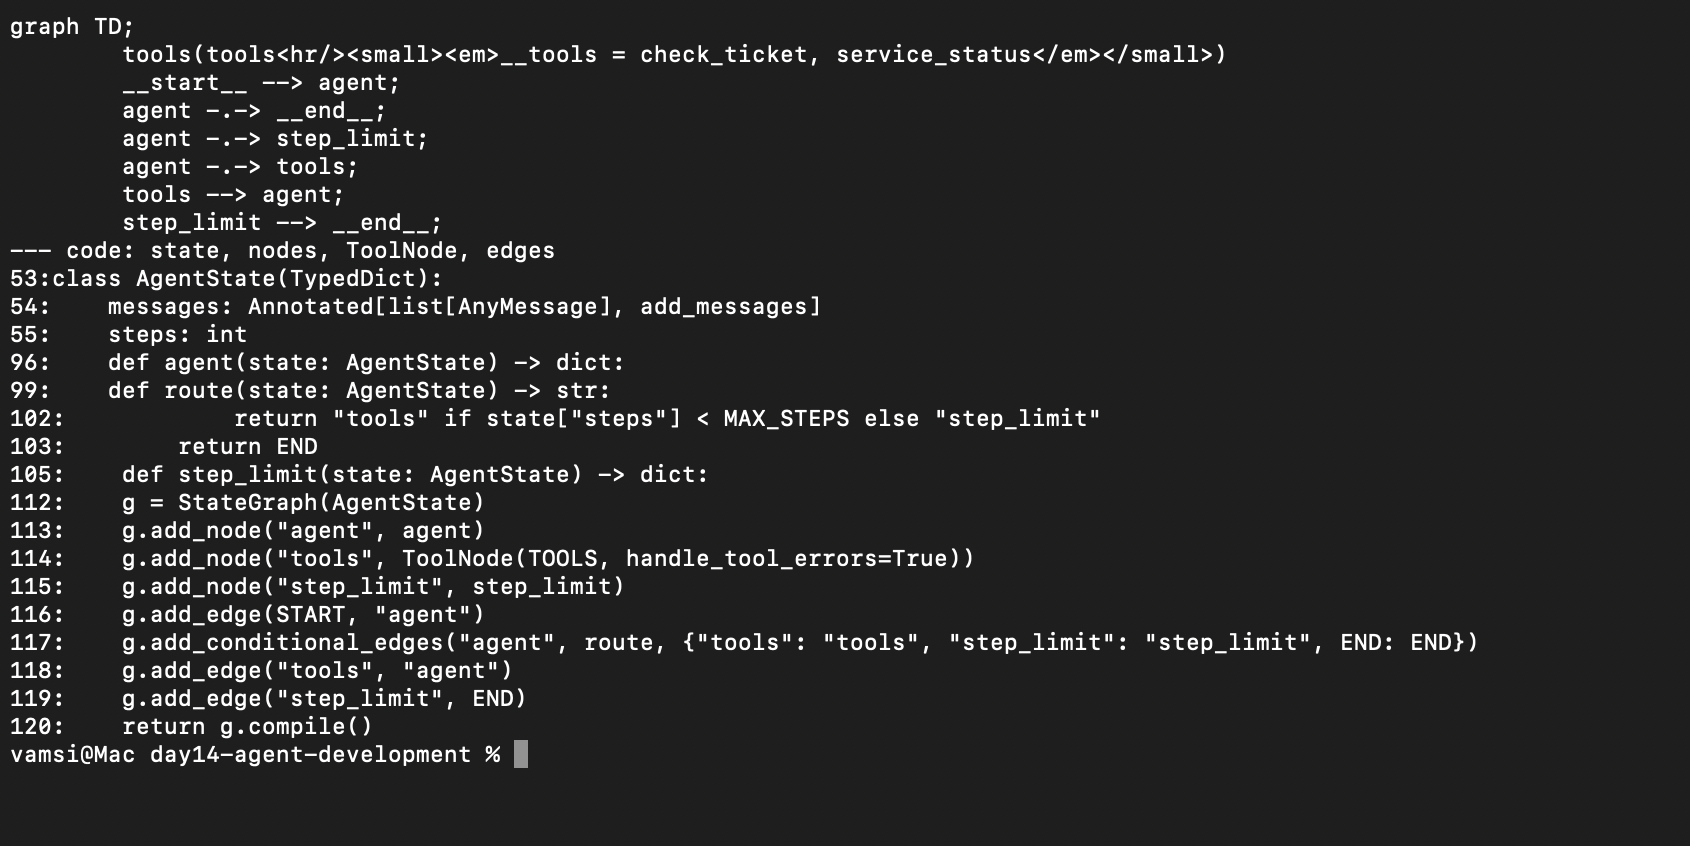 graph TD;
        tools(tools<hr/><small><em>__tools = check_ticket, service_status</em></small>)
        __start__ --> agent;
        agent -.-> __end__;
        agent -.-> step_limit;
        agent -.-> tools;
        tools --> agent;
        step_limit --> __end__;
--- code: state, nodes, ToolNode, edges
53:class AgentState(TypedDict):
54:    messages: Annotated[list[AnyMessage], add_messages]
55:    steps: int
96:    def agent(state: AgentState) -> dict:
99:    def route(state: AgentState) -> str:
102:            return "tools" if state["steps"] < MAX_STEPS else "step_limit"
103:        return END
105:    def step_limit(state: AgentState) -> dict:
112:    g = StateGraph(AgentState)
113:    g.add_node("agent", agent)
114:    g.add_node("tools", ToolNode(TOOLS, handle_tool_errors=True))
115:    g.add_node("step_limit", step_limit)
116:    g.add_edge(START, "agent")
117:    g.add_conditional_edges("agent", route, {"tools": "tools", "step_limit": "step_limit", END: END})
118:    g.add_edge("tools", "agent")
119:    g.add_edge("step_limit", END)
120:    return g.compile()
vamsi@Mac day14-agent-development %